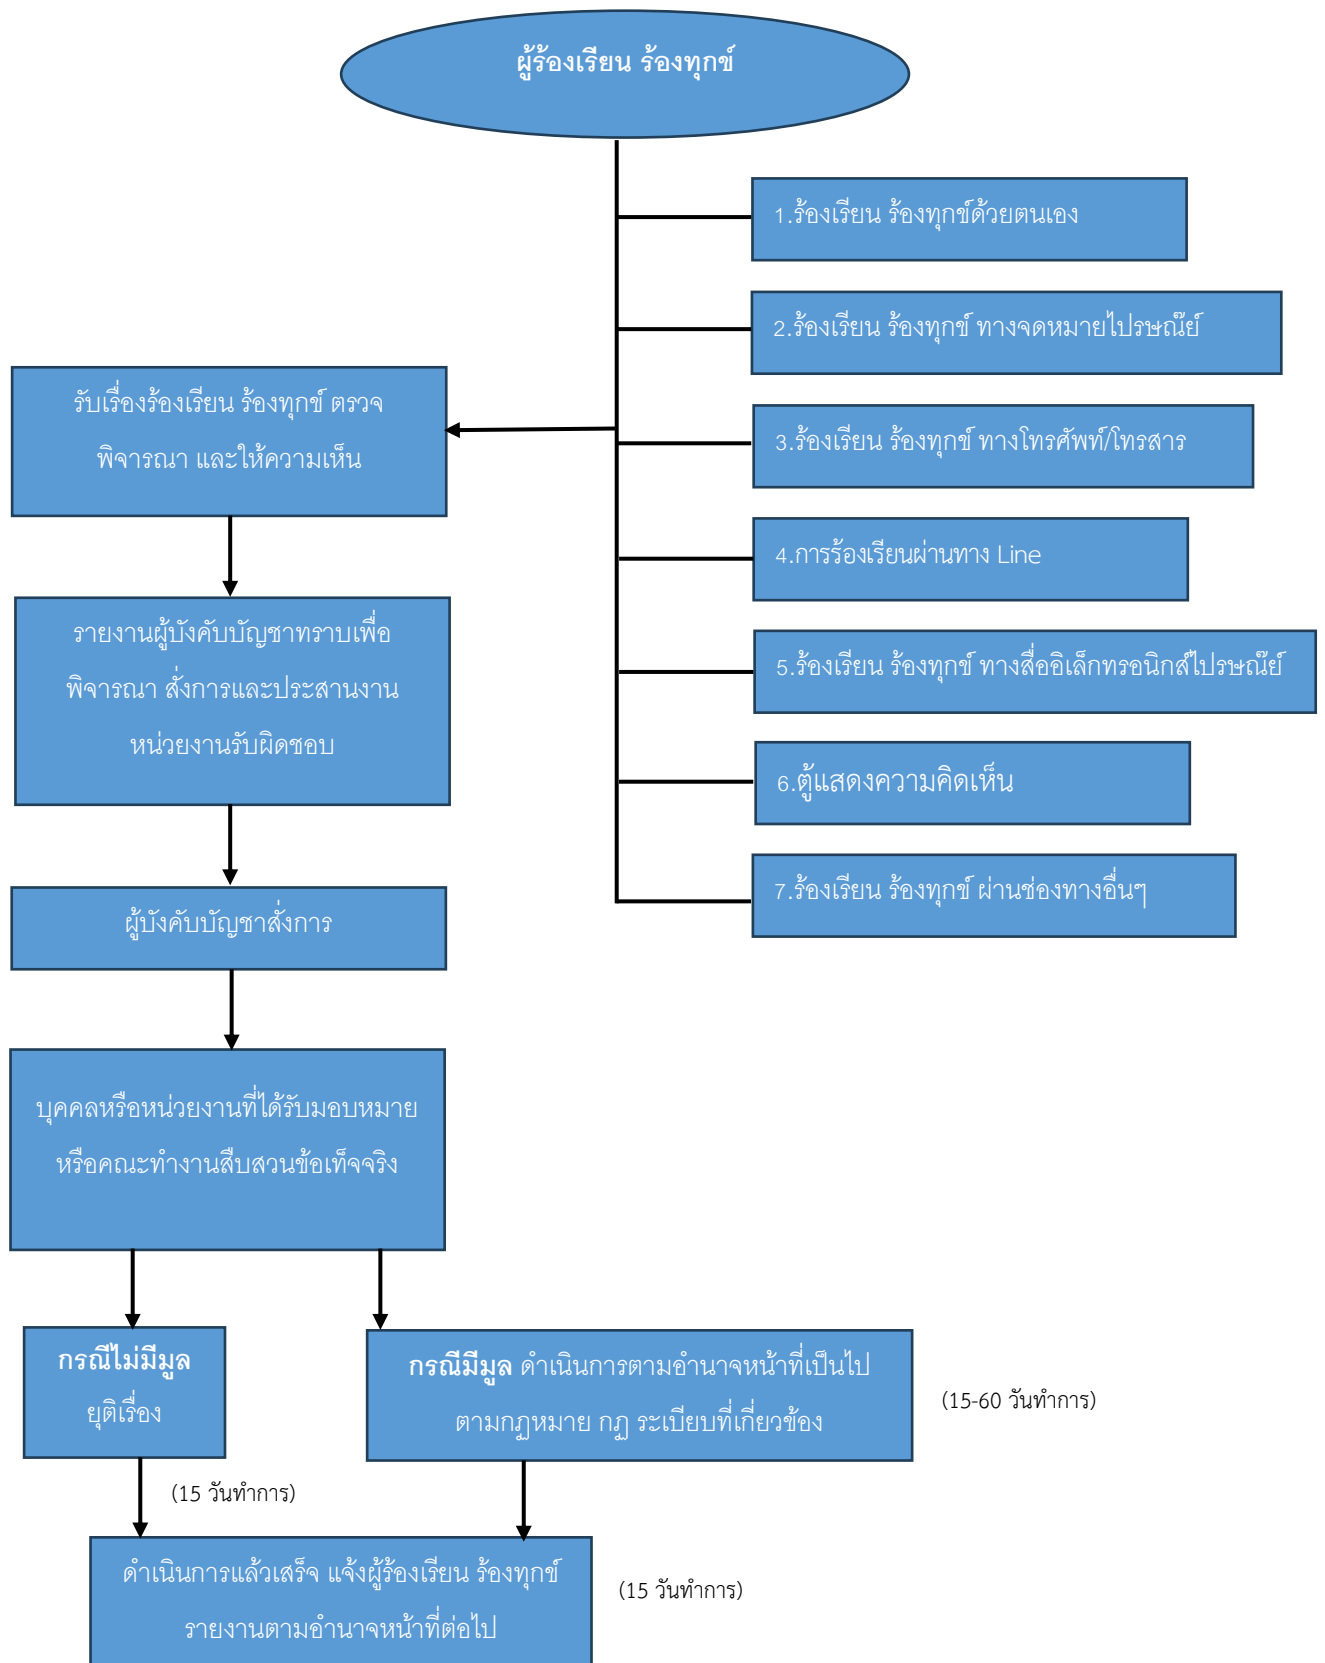 ผู้ร้องเรียน ร้องทุกข์
1.ร้องเรียน ร้องทุกข์ด้วยตนเอง
2.ร้องเรียน ร้องทุกข์ ทางจดหมายไปรษณีย์
3.ร้องเรียน ร้องทุกข์ ทางโทรศัพท์/โทรสาร
4.การร้องเรียนผ่านทาง Line
5.ร้องเรียน ร้องทุกข์ ทางสื่ออิเล็กทรอนิกส์ไปรษณีย์
6.ตู้แสดงความคิดเห็น
7.ร้องเรียน ร้องทุกข์ ผ่านช่องทางอื่นๆ
รับเรื่องร้องเรียน ร้องทุกข์ ตรวจ
พิจารณา และให้ความเห็น
รายงานผู้บังคับบัญชาทราบเพื่อ
พิจารณา สั่งการและประสานงาน
หน่วยงานรับผิดชอบ
ผู้บังคับบัญชาสั่งการ
บุคคลหรือหน่วยงานที่ได้รับมอบหมาย
หรือคณะทำงานสืบสวนข้อเท็จจริง
กรณีไม่มีมูล
ยุติเรื่อง
กรณีมีมูล ดำเนินการตามอำนาจหน้าที่เป็นไป
ตามกฎหมาย กฎ ระเบียบที่เกี่ยวข้อง
(15-60 วันทำการ)
(15 วันทำการ)
ดำเนินการแล้วเสร็จ แจ้งผู้ร้องเรียน ร้องทุกข์
รายงานตามอำนาจหน้าที่ต่อไป
(15 วันทำการ)